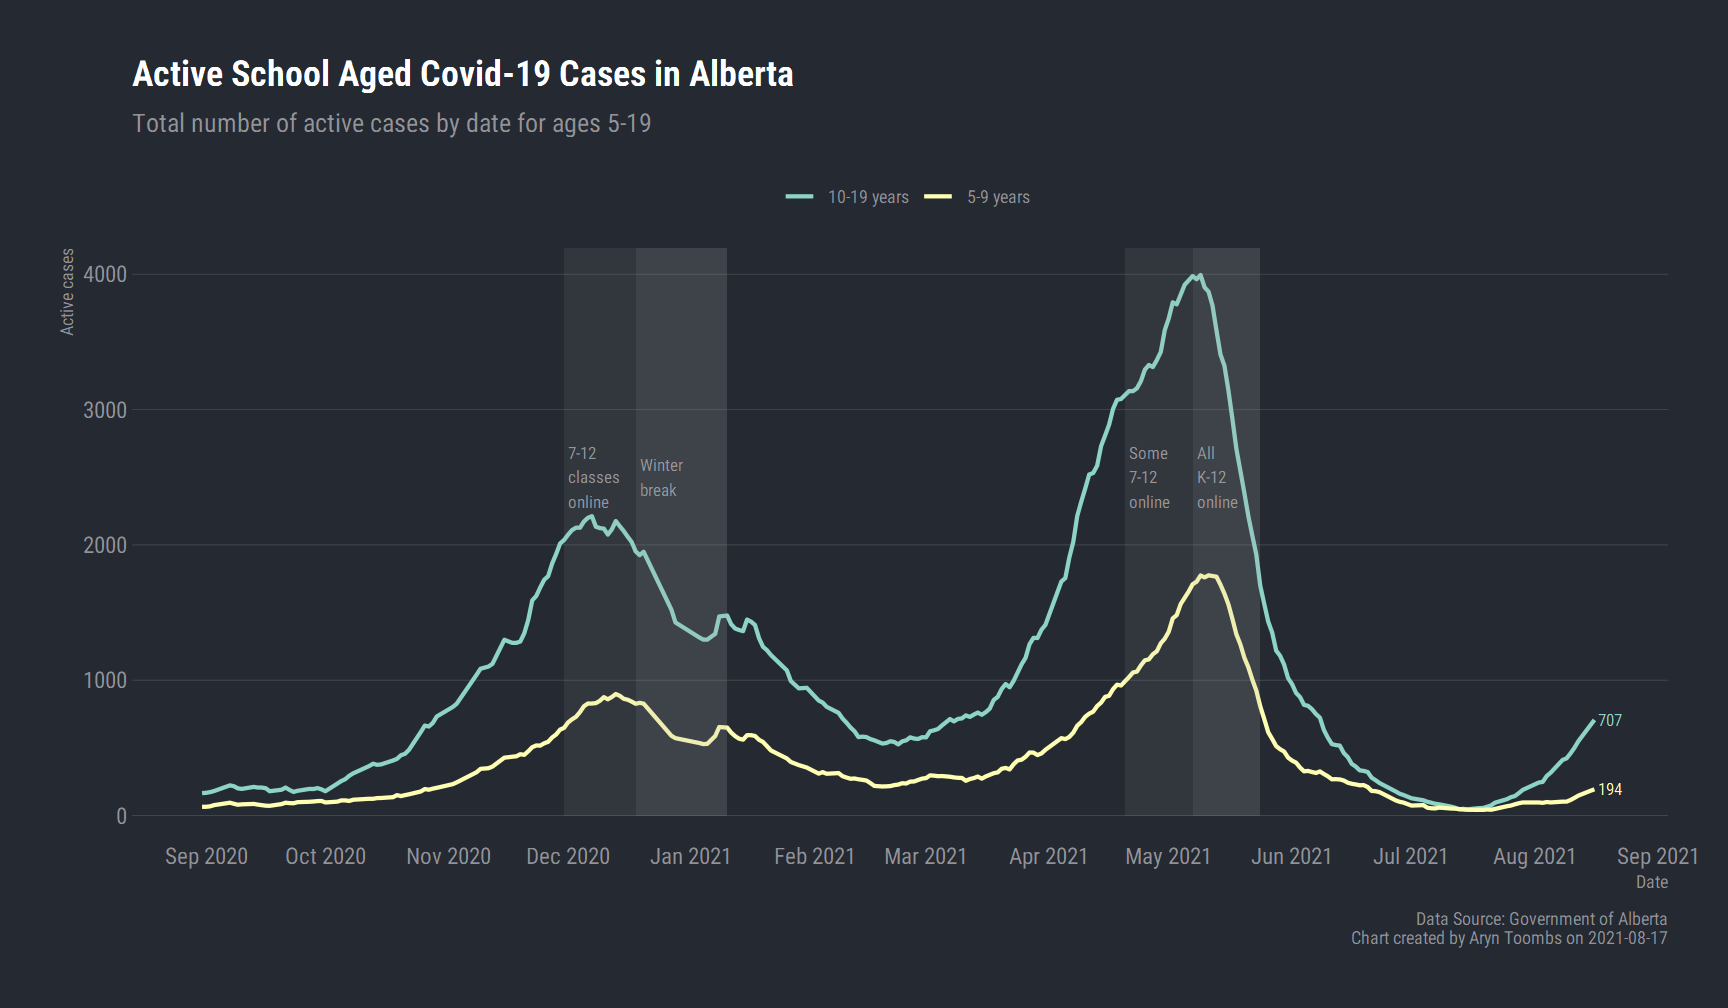 Active School Aged Covid-19 Cases in Alberta
Total number of active cases by date for ages 5-19
10-19 years
5-9 years
Active cases
4000
3000
2000
1000
0
7-12
classes
online
Winter
break
Some
7-12
online
All
K-12
online
707
194
Sep 2020
Oct 2020
Nov 2020
Dec 2020
Jan 2021
Feb 2021
Mar 2021
Apr 2021
May 2021
Jun 2021
Jul 2021
Aug 2021
Sep 2021
Date
Data Source: Government of Alberta
Chart created by Aryn Toombs on 2021-08-17